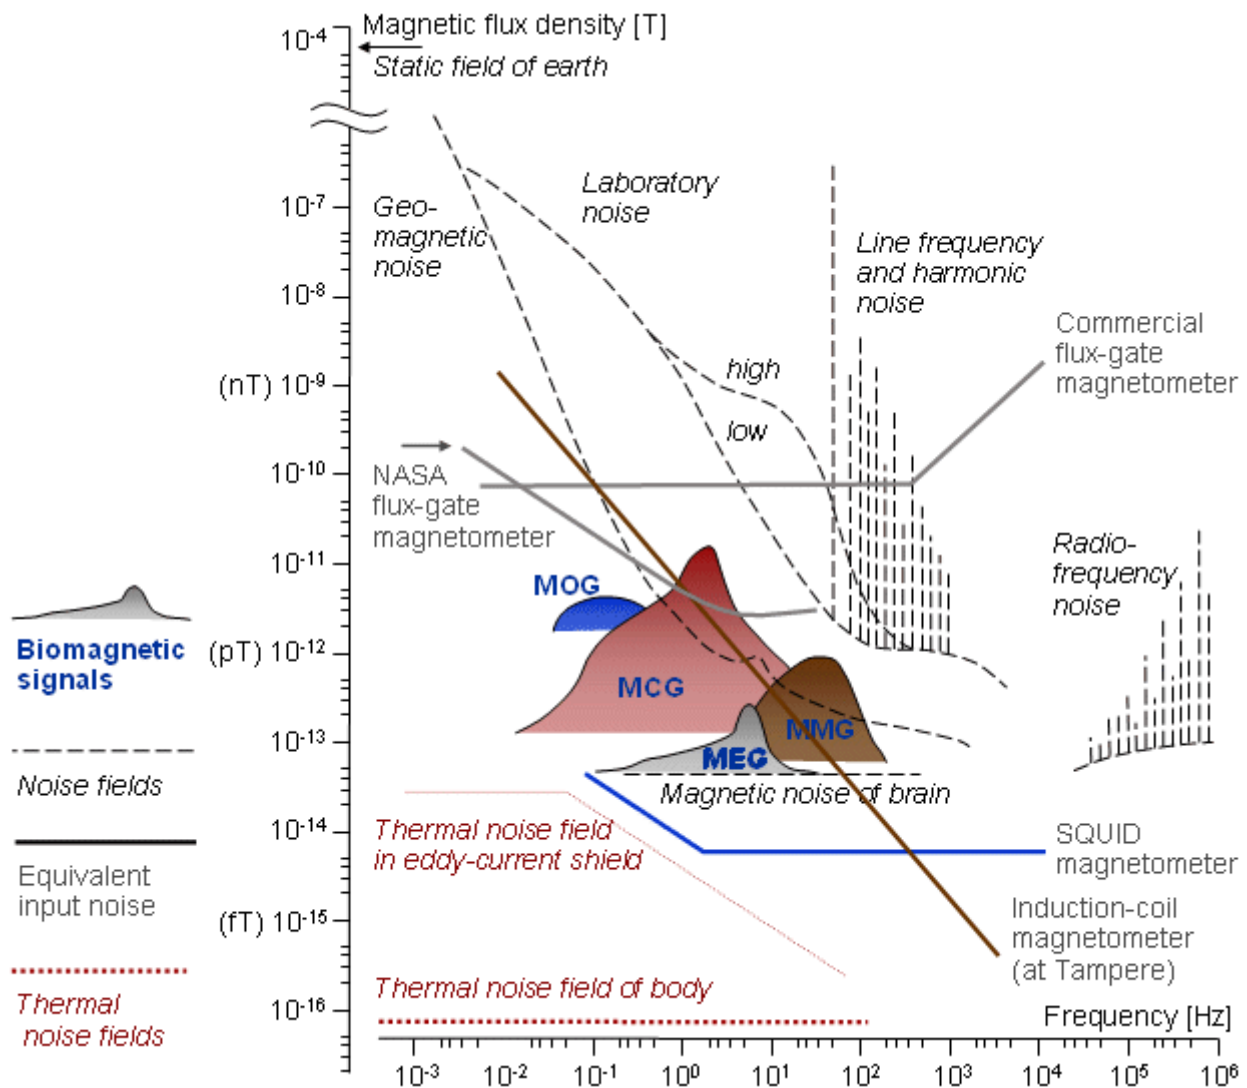 Magnetic flux density [T]
10-4
Static field of earth
10-7
Geo-
magnetic
noise
Laboratory
noise
Line frequency
and harmonic
noise
10-8
Commercial
flux-gate
magnetometer
(nT) 10-9
high
low
10-10
NASA
flux-gate
magnetometer
10-11
Radio-
frequency
noise
MOG
Biomagnetic
signals
(pT) 10-12
MCG
10-13
MMG
MEG
Noise fields
Magnetic noise of brain
10-14
Thermal noise field
in eddy-current shield
SQUID
magnetometer
Equivalent
input noise
(fT) 10-15
Induction-coil
magnetometer
(at Tampere)
Thermal noise field of body
10-16
Thermal
noise fields
Frequency [Hz]
10-3 10-2 10-1 100 101 102 103 104 105 106